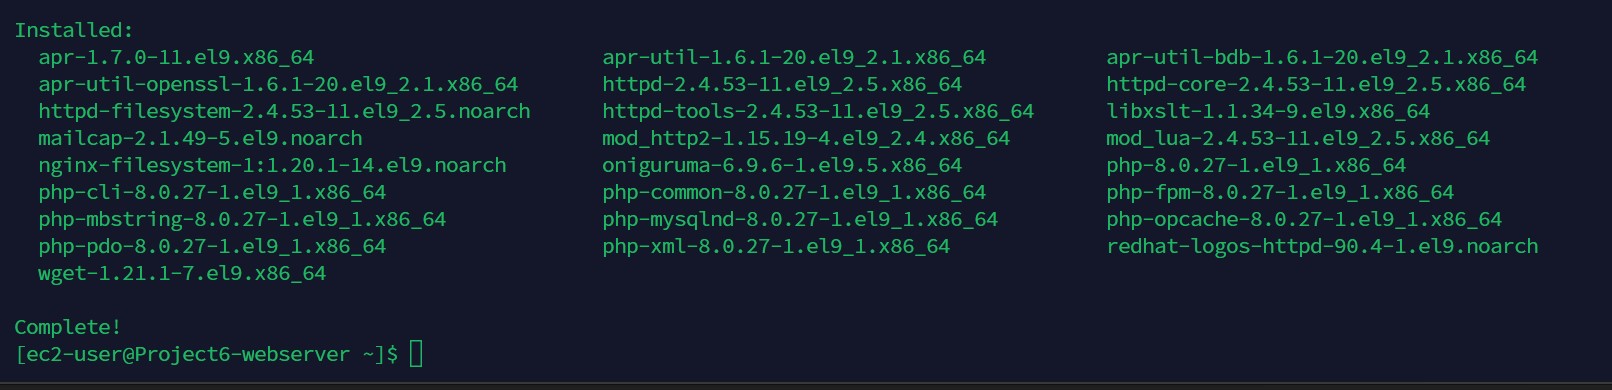 Installed:
apr-1.7.0-11.el9.x86_64 apr-util-1.6.1-20.el9_2.1.x86_64 apr-util-bdb-1.6.1-20.el9_2.1.x86_64
apr-util-openssl-1.6.1-20.el9_2.1.x86_64 httpd-2.4.53-11.el9_2.5.x86_64 httpd-core-2.4.53-11.el9_2.5.x86_64
httpd-filesystem-2.4.53-11.el9_2.5.noarch httpd-tools-2.4.53-11.el9_2.5.x86_64 libxslt-1.1.34-9.el9.x86_64
mailcap-2.1.49-5.el9.noarch mod_http2-1.15.19-4.el9_2.4.x86_64 mod_lua-2.4.53-11.el9_2.5.x86_64
nginx-filesystem-1:1.20.1-14.el9.noarch oniguruma-6.9.6-1.el9.5.x86_64 php-8.0.27-1.el9_1.x86_64
php-cli-8.0.27-1.el9_1.x86_64 php-common-8.0.27-1.el9_1.x86_64 php-fpm-8.0.27-1.el9_1.x86_64
php-mbstring-8.0.27-1.el9_1.x86_64 php-mysqlnd-8.0.27-1.el9_1.x86_64 php-opcache-8.0.27-1.el9_1.x86_64
php-pdo-8.0.27-1.el9_1.x86_64 php-xml-8.0.27-1.el9_1.x86_64 redhat-logos-httpd-90.4-1.el9.noarch
wget-1.21.1-7.el9.x86_64
Complete!
[ec2-user@Project6-webserver ~]$